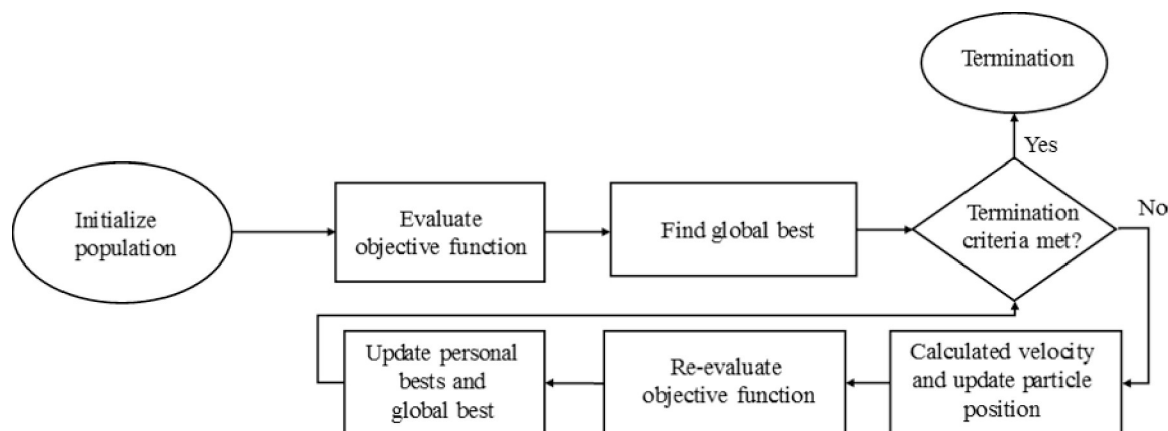 Termination
Yes
Initialize
population
Evaluate
objective function
Find global best
Termination
criteria met?
No
Calculated velocity
and update particle
position
Re-evaluate
objective function
Update personal
bests and
global best